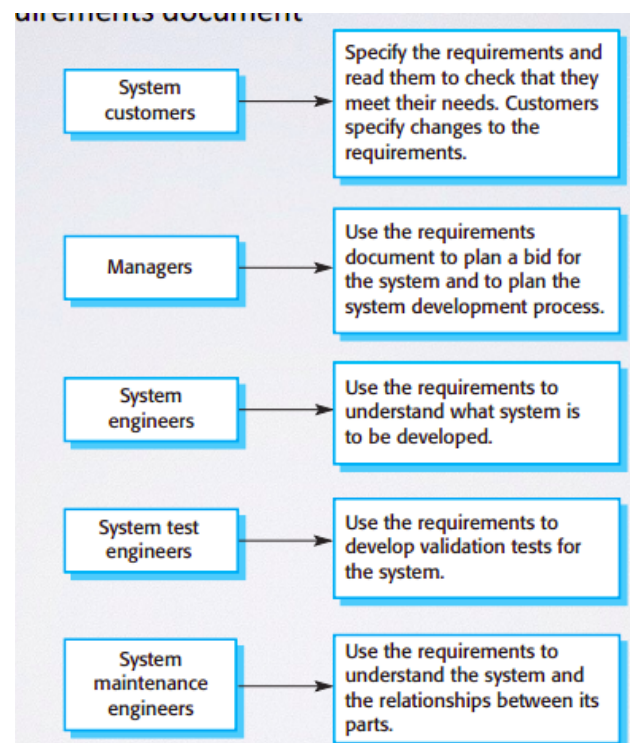 uirements document
System
customers
Specify the requirements and
read them to check that they
meet their needs. Customers
specify changes to the
requirements.
Managers
Use the requirements
document to plan a bid for
the system and to plan the
system development process.
System
engineers
Use the requirements to
understand what system is
to be developed.
System test
engineers
Use the requirements to
develop validation tests for
the system.
System
maintenance
engineers
Use the requirements to
understand the system and
the relationships between its
parts.